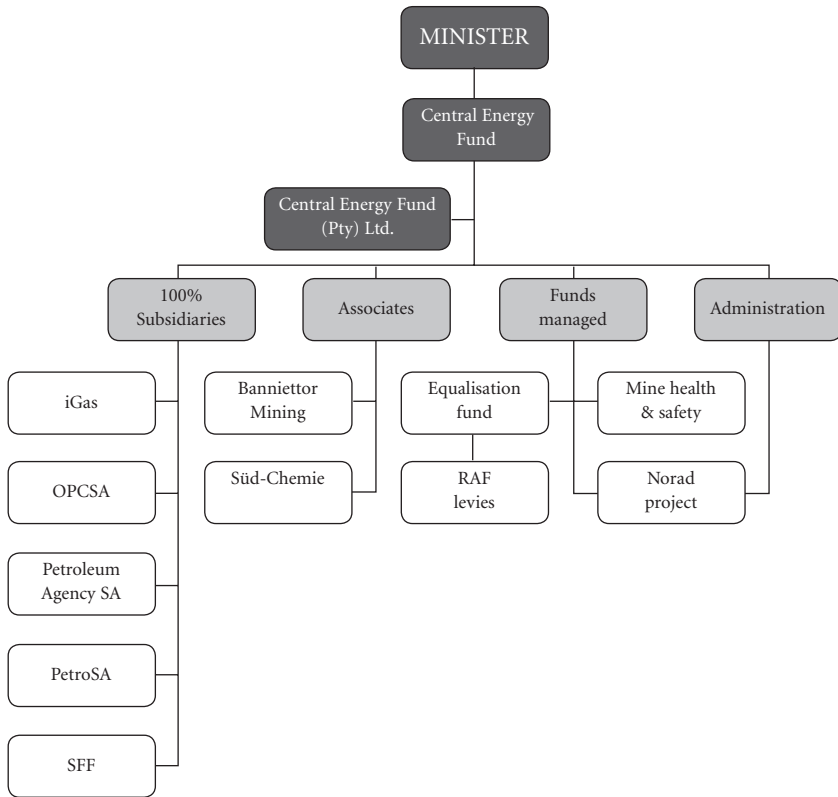 MINISTER
Central Energy
Fund
Central Energy Fund
(Pty) Ltd.
100%
Subsidiaries
Associates
Funds
managed
Administration
iGas
Banniettor
Mining
Equalisation
fund
Mine health
& safety
OPCSA
Süd-Chemie
RAF
levies
Norad
project
Petroleum
Agency SA
PetroSA
SFF